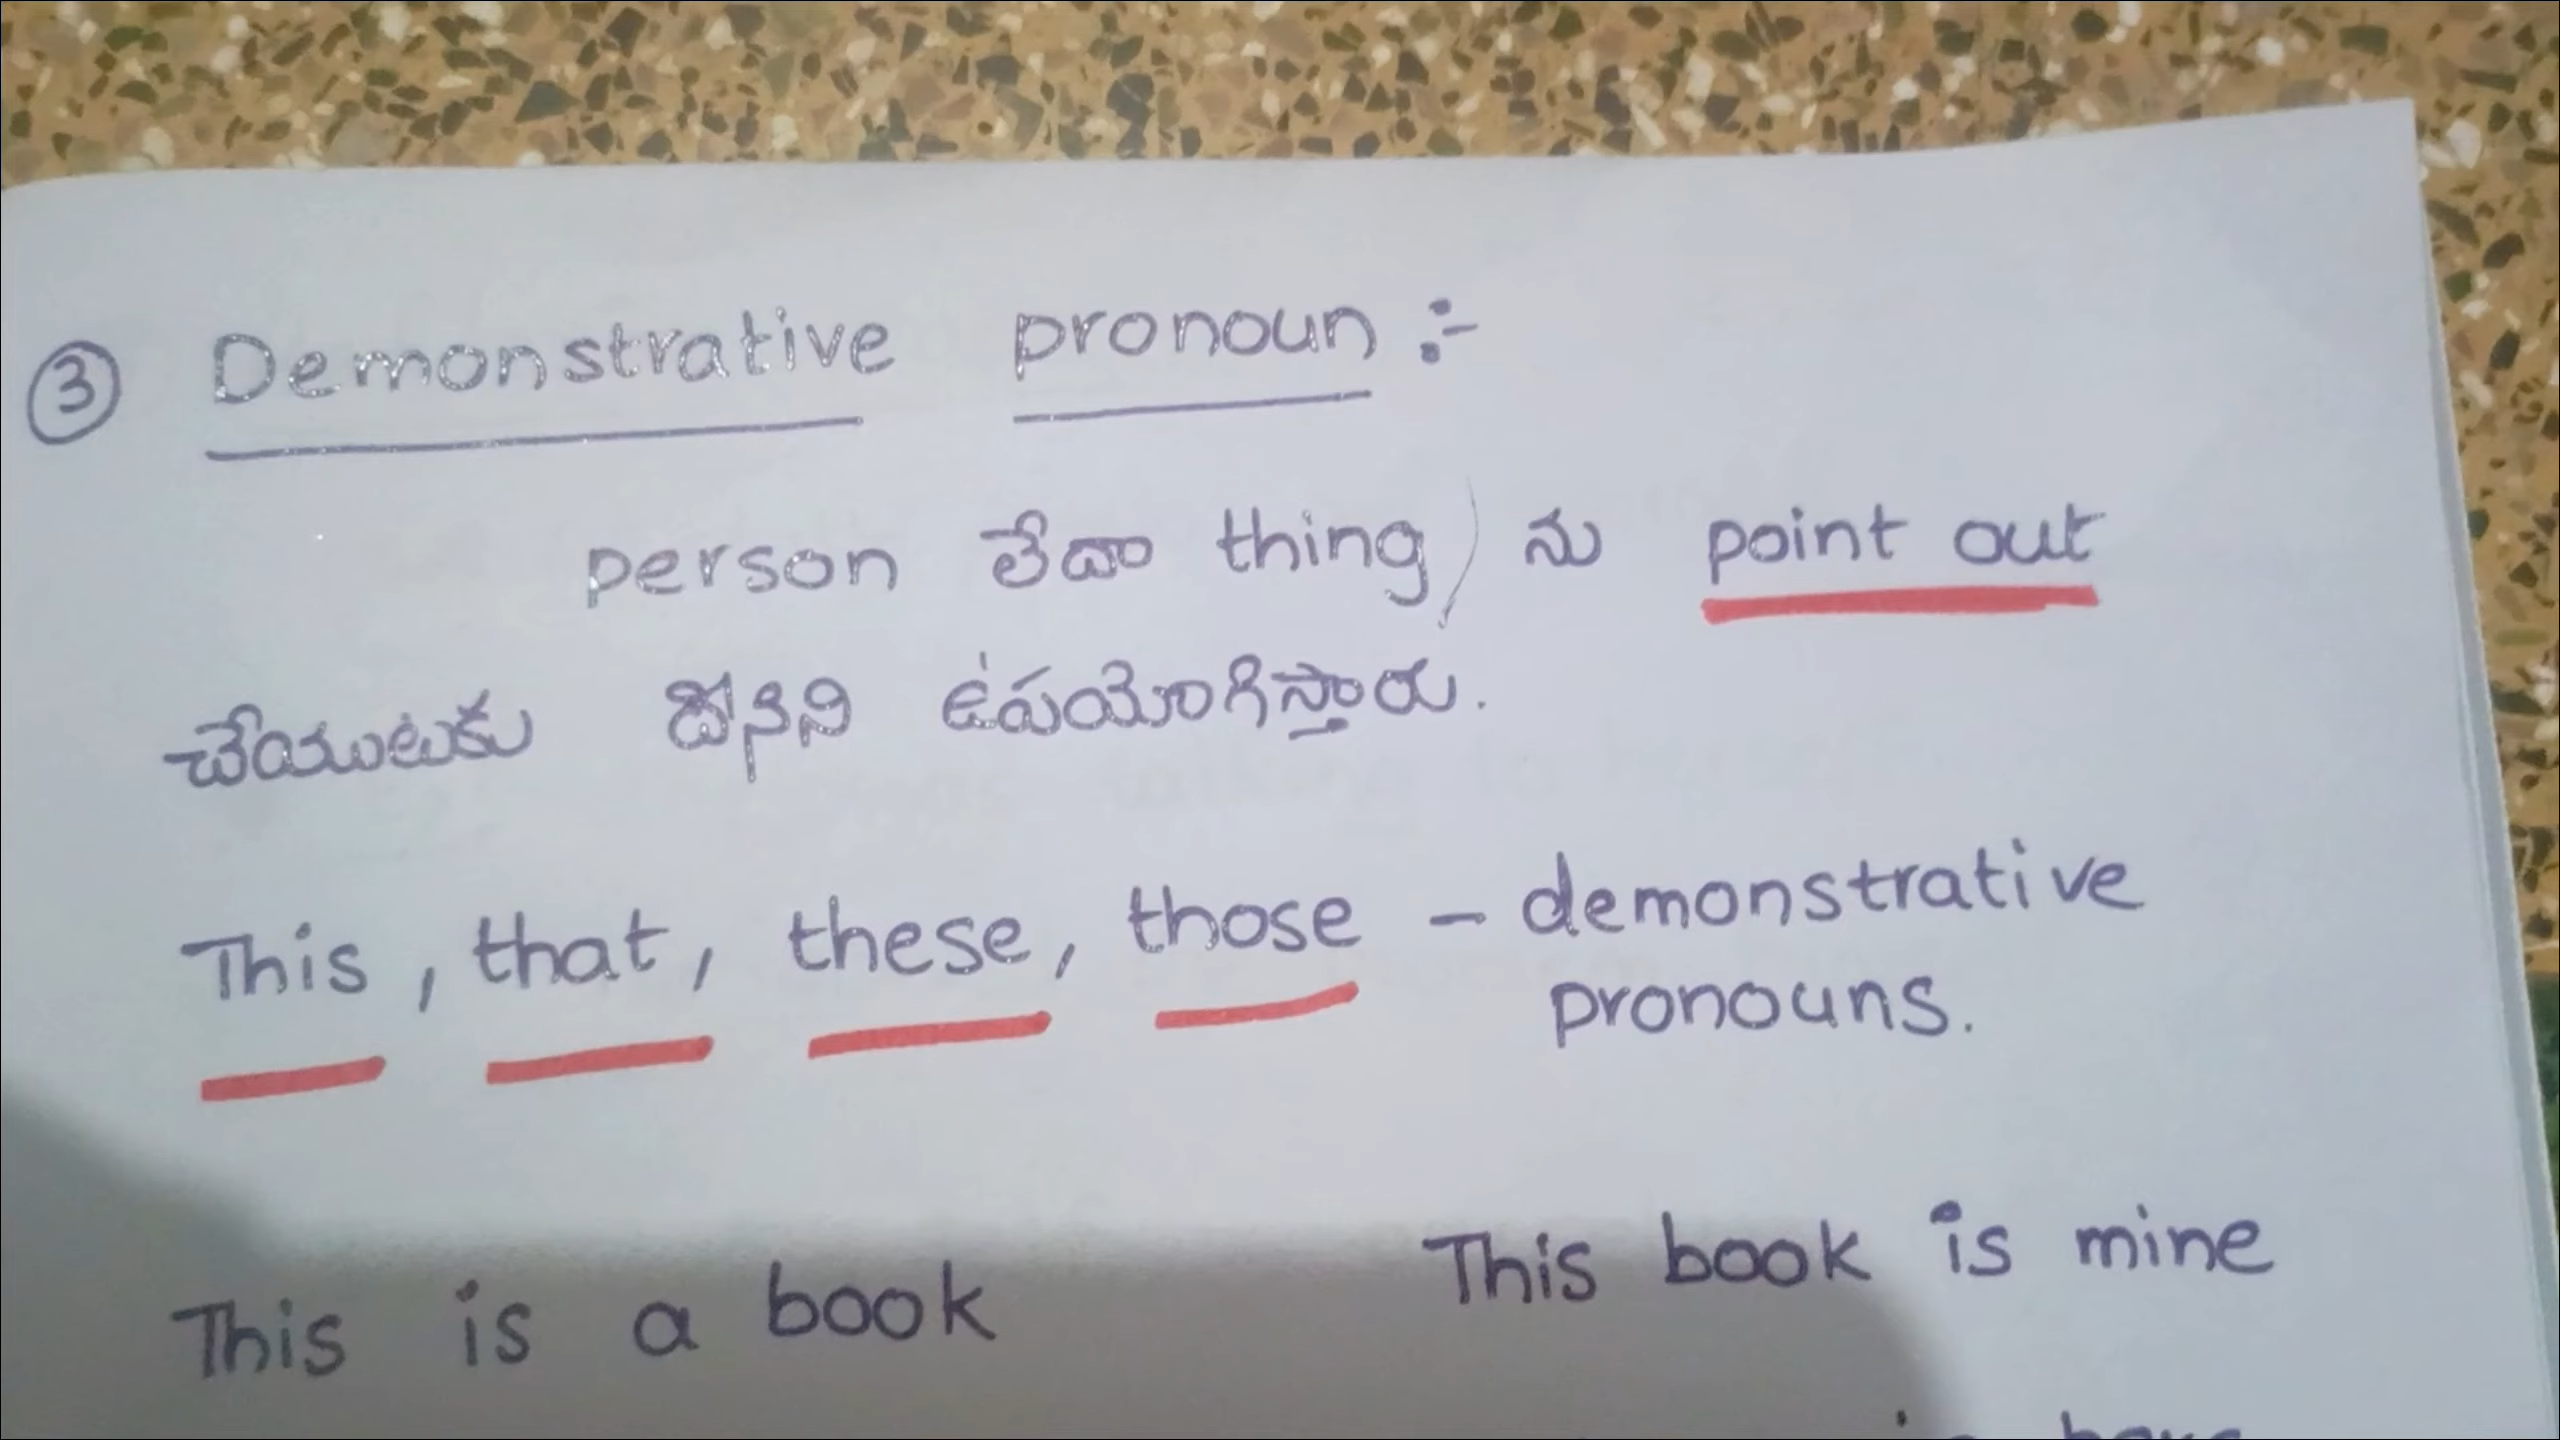 ③ Demonstrative pronoun :-
person లేదా thing ను point out
చేయుటకు దీనిని ఉపయోగిస్తారు.
This, that, these, those – demonstrative
pronouns.
This is a book
This book is mine